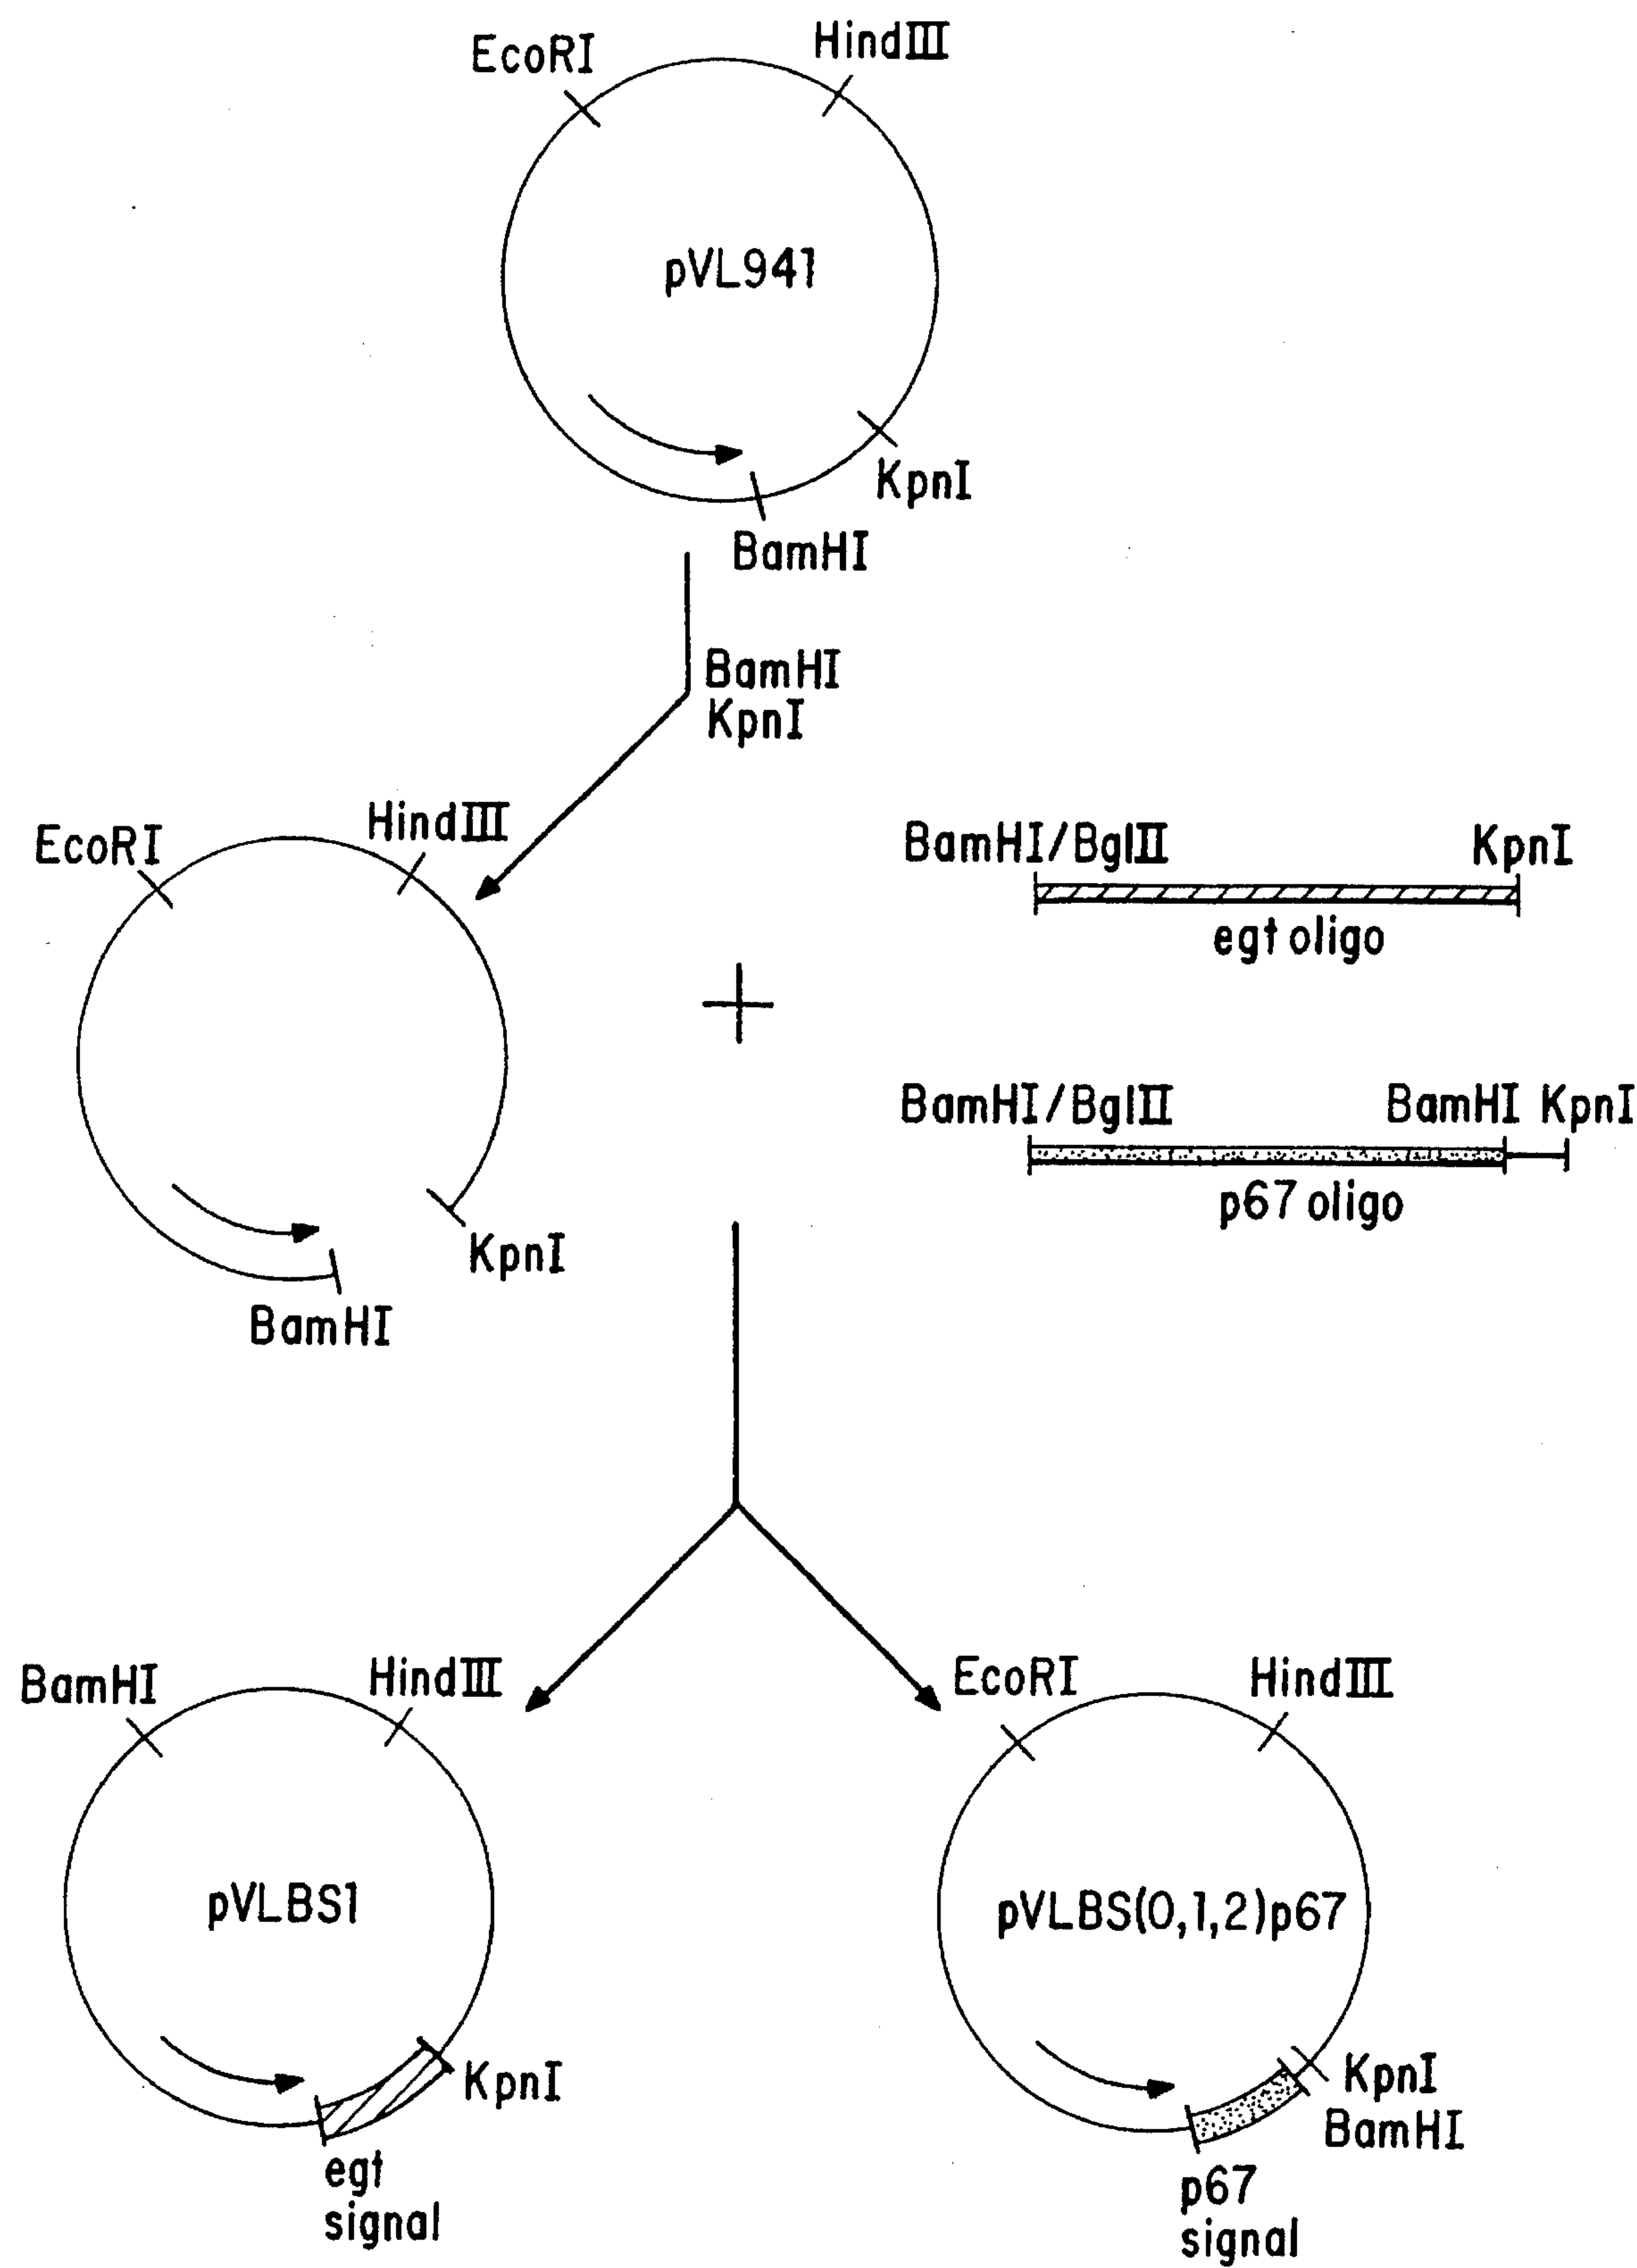 EcoRI
HindIII
pVL941
KpnI
BamHI
BamHI
KpnI
EcoRI
HindIII
KpnI
BamHI
BamHI/BglII
KpnI
egt oligo
BamHI/BglII
BamHI KpnI
p67 oligo
BamHI
HindIII
pVLBS1
KpnI
egt
signal
EcoRI
HindIII
pVLBS(0,1,2)p67
KpnI
BamHI
p67
signal